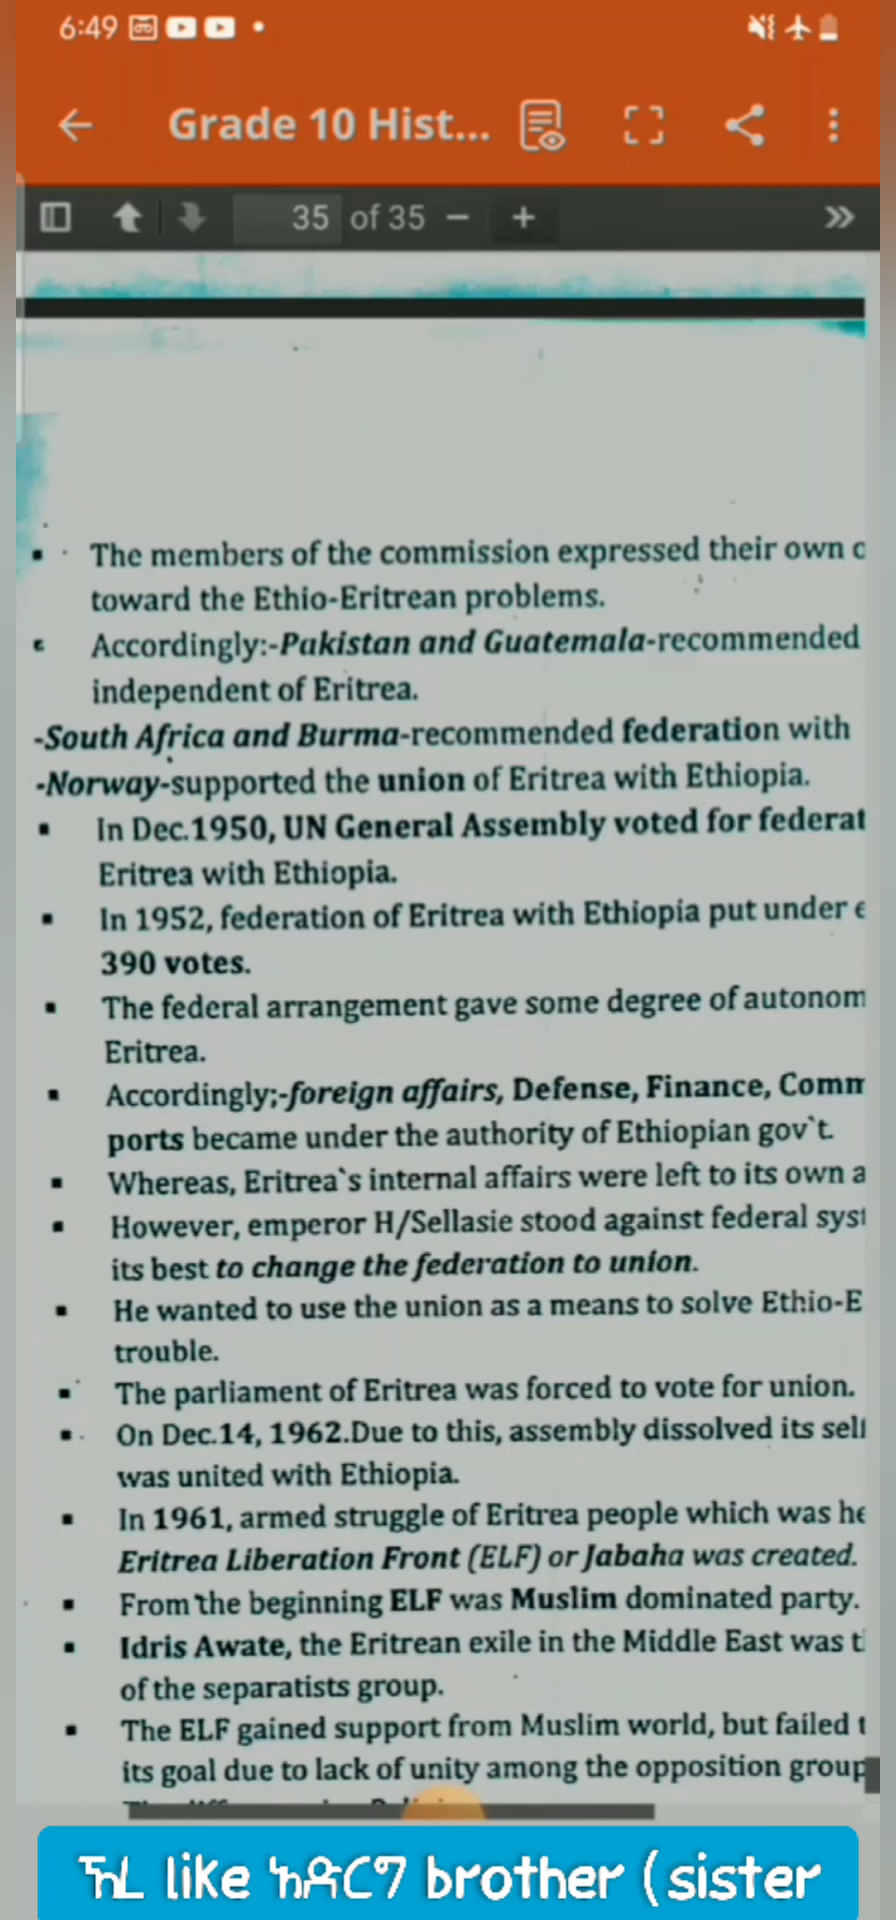 6:49
Grade 10 Hist...
35 of 35
The members of the commission expressed their own
toward the Ethio-Eritrean problems.
Accordingly:-Pakistan and Guatemala-recommended
independent of Eritrea.
-South Africa and Burma-recommended federation with
-Norway-supported the union of Eritrea with Ethiopia.
In Dec.1950, UN General Assembly voted for federat
Eritrea with Ethiopia.
In 1952, federation of Eritrea with Ethiopia put under e
390 votes.
The federal arrangement gave some degree of autonom
Eritrea.
Accordingly;-foreign affairs, Defense, Finance, Comm
ports became under the authority of Ethiopian gov`t.
Whereas, Eritrea`s internal affairs were left to its own a
However, emperor H/Sellasie stood against federal syst
its best to change the federation to union.
He wanted to use the union as a means to solve Ethio-E
trouble.
The parliament of Eritrea was forced to vote for union.
On Dec.14, 1962.Due to this, assembly dissolved its self
was united with Ethiopia.
In 1961, armed struggle of Eritrea people which was he
Eritrea Liberation Front (ELF) or Jabaha was created.
From the beginning ELF was Muslim dominated party.
Idris Awate, the Eritrean exile in the Middle East was t
of the separatists group.
The ELF gained support from Muslim world, but failed t
its goal due to lack of unity among the opposition group
like brother (sister